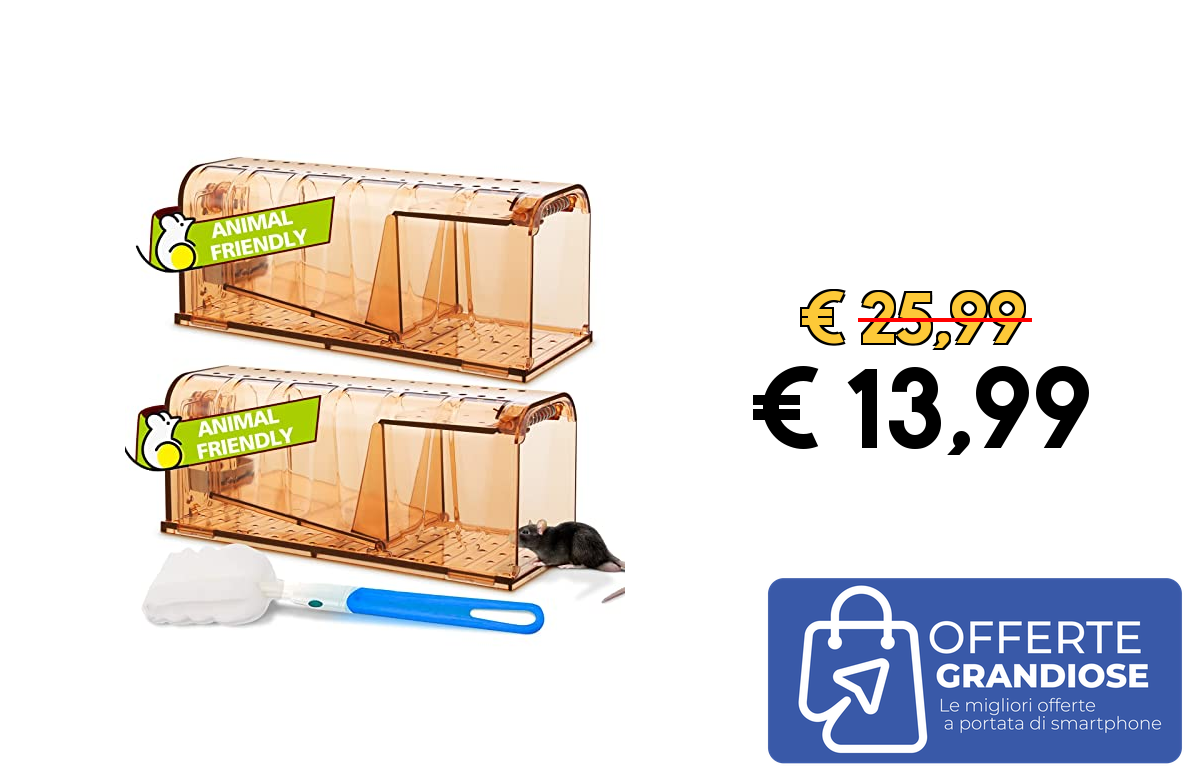 ANIMAL
FRIENDLY
ANIMAL
FRIENDLY
€ 25,99
€ 13,99
OFFERTE
GRANDIOSE
Le migliori offerte
a portata di smartphone